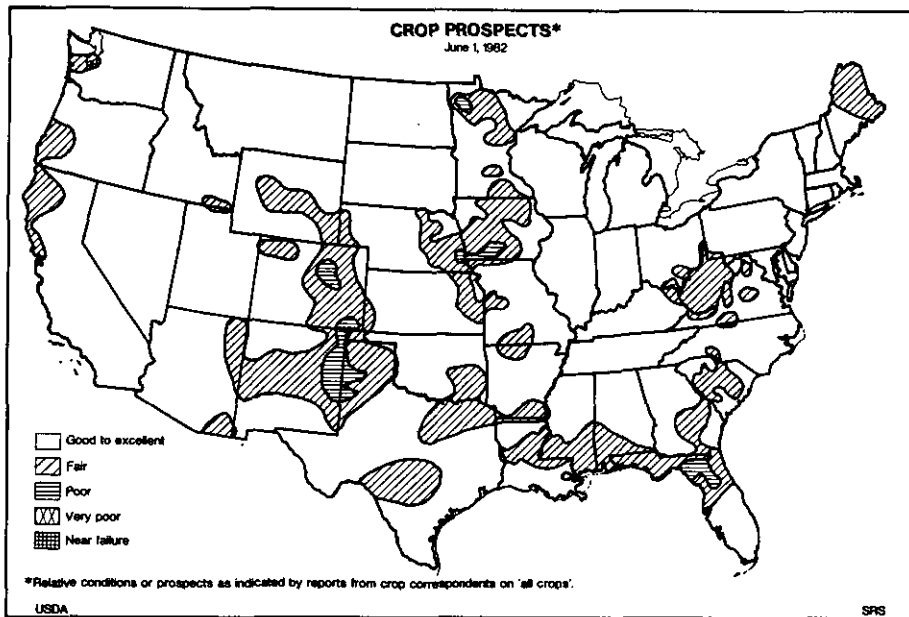 CROP PROSPECTS*
June 1, 1982
Good to excellent
Fair
Poor
Very poor
Near failure
*Relative conditions or prospects as indicated by reports from crop correspondents on 'all crops'.
USDA
SRS